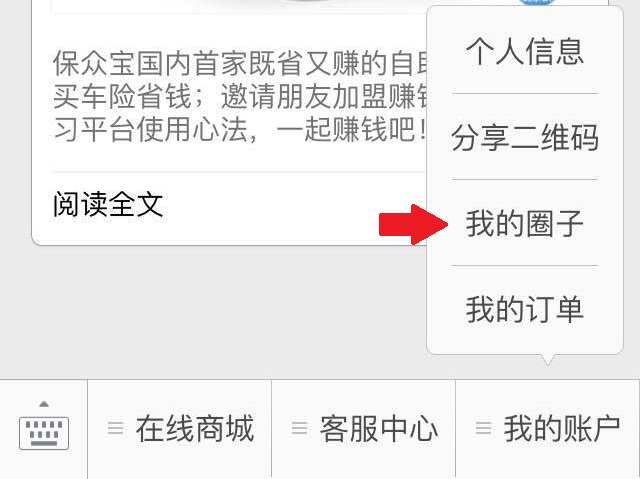 保众宝国内首家既省又赚的自
买车险省钱；邀请朋友加盟赚
习平台使用心法，一起赚钱吧！
阅读全文
个人信息
分享二维码
我的圈子
我的订单
在线商城
客服中心
我的账户